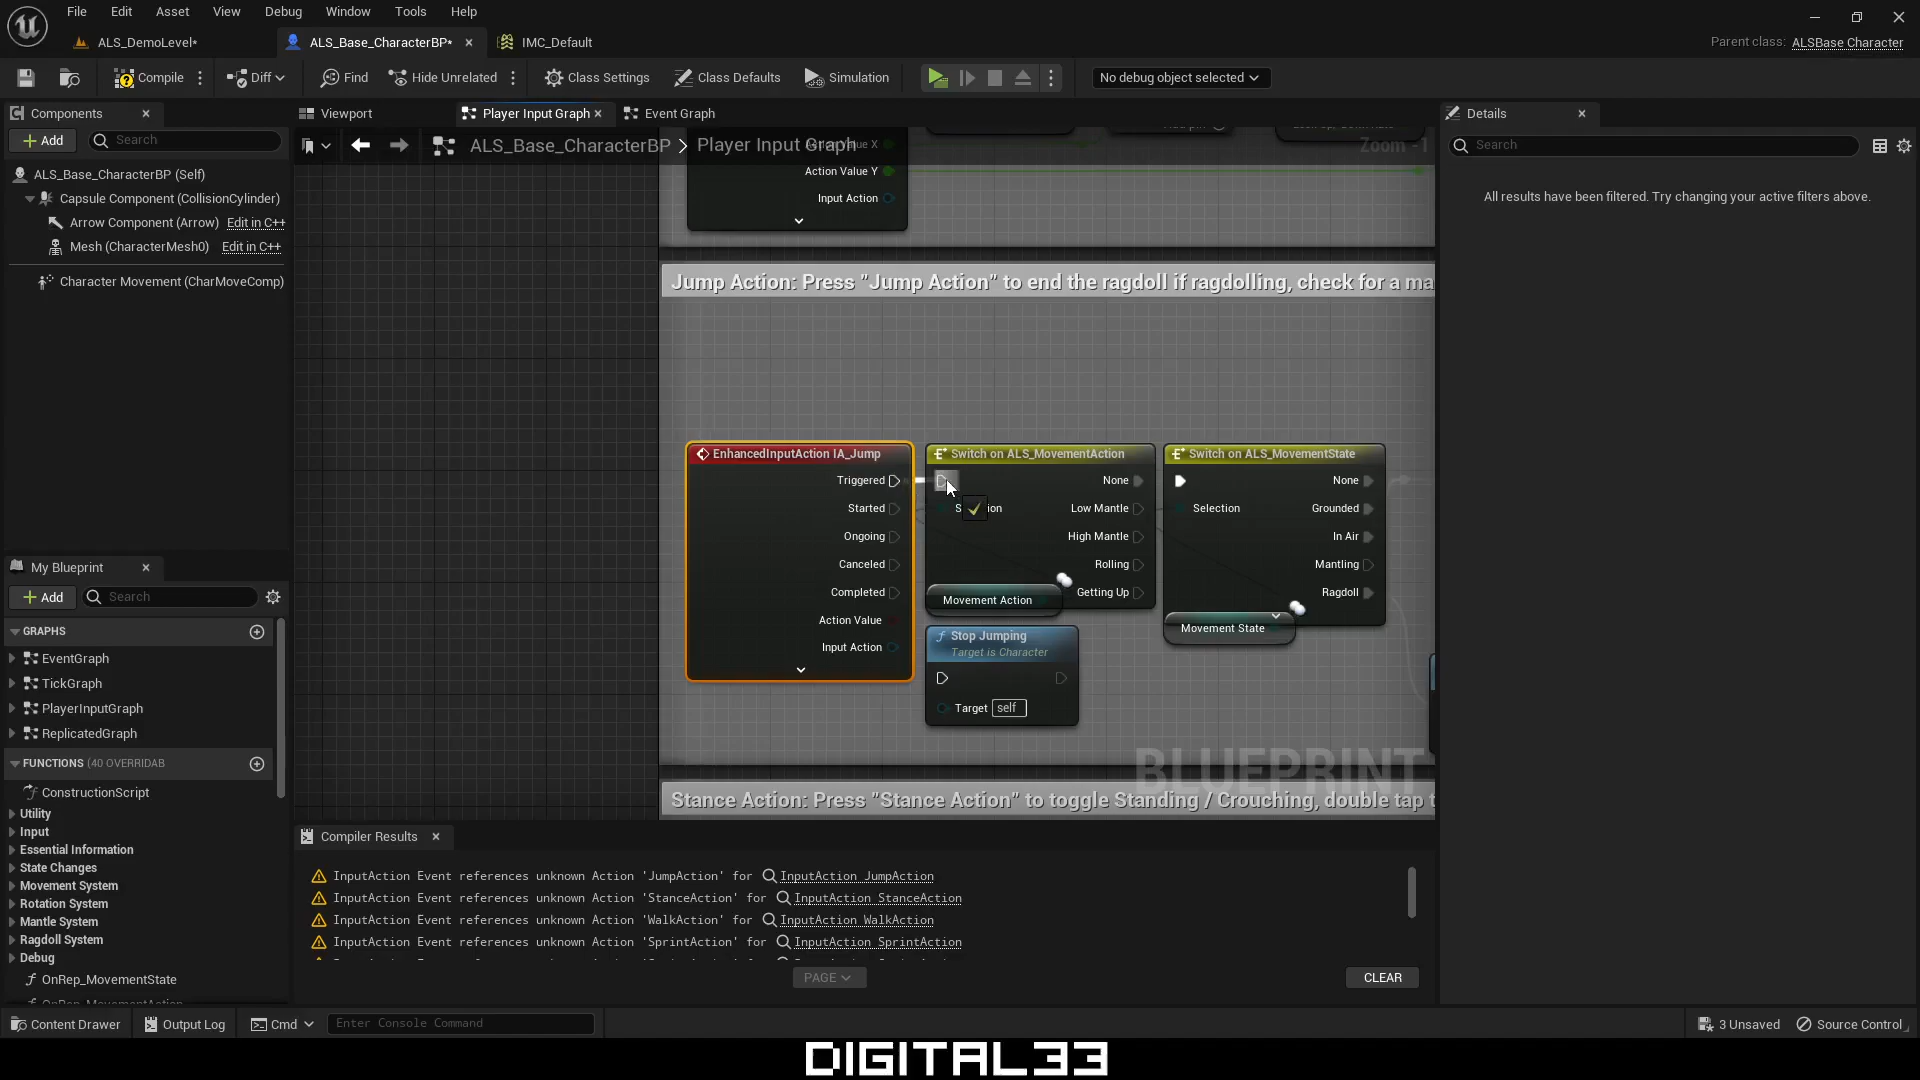 File Edit Asset View Debug Window Tools Help
ALS_DemoLevel*
ALS_Base_CharacterBP*
IMC_Default
Parent class: ALSBase Character
Compile
Diff
Find
Hide Unrelated
Class Settings
Class Defaults
Simulation
No debug object selected
Components
Viewport
Player Input Graph
Event Graph
Details
Add
Search
ALS_Base_CharacterBP > Player Input Graph
Zoom -1
Search
ALS_Base_CharacterBP (Self)
Capsule Component (CollisionCylinder)
Arrow Component (Arrow) Edit in C++
Mesh (CharacterMesh0) Edit in C++
Character Movement (CharMoveComp)
All results have been filtered. Try changing your active filters above.
Action Value Y
Input Action
Jump Action: Press "Jump Action" to end the ragdoll if ragdolling, check for a ma
EnhancedInputAction IA_Jump
Triggered
Started
Ongoing
Canceled
Completed
Action Value
Input Action
Switch on ALS_MovementAction
None
Low Mantle
High Mantle
Rolling
Getting Up
Movement Action
Switch on ALS_MovementState
None
Selection
Grounded
In Air
Mantling
Ragdoll
Movement State
Stop Jumping
Target is Character
Target self
BLUEPRINT
Stance Action: Press "Stance Action" to toggle Standing / Crouching, double tap t
My Blueprint
Add
Search
GRAPHS
EventGraph
TickGraph
PlayerInputGraph
ReplicatedGraph
FUNCTIONS (40 OVERRIDAB
ConstructionScript
Utility
Input
Essential Information
State Changes
Movement System
Rotation System
Mantle System
Ragdoll System
Debug
OnRep_MovementState
OnRep_MovementAction
Compiler Results
InputAction Event references unknown Action 'JumpAction' for InputAction JumpAction
InputAction Event references unknown Action 'StanceAction' for InputAction StanceAction
InputAction Event references unknown Action 'WalkAction' for InputAction WalkAction
InputAction Event references unknown Action 'SprintAction' for InputAction SprintAction
PAGE
CLEAR
Content Drawer
Output Log
Cmd
Enter Console Command
3 Unsaved
Source Control
DIGITAL33